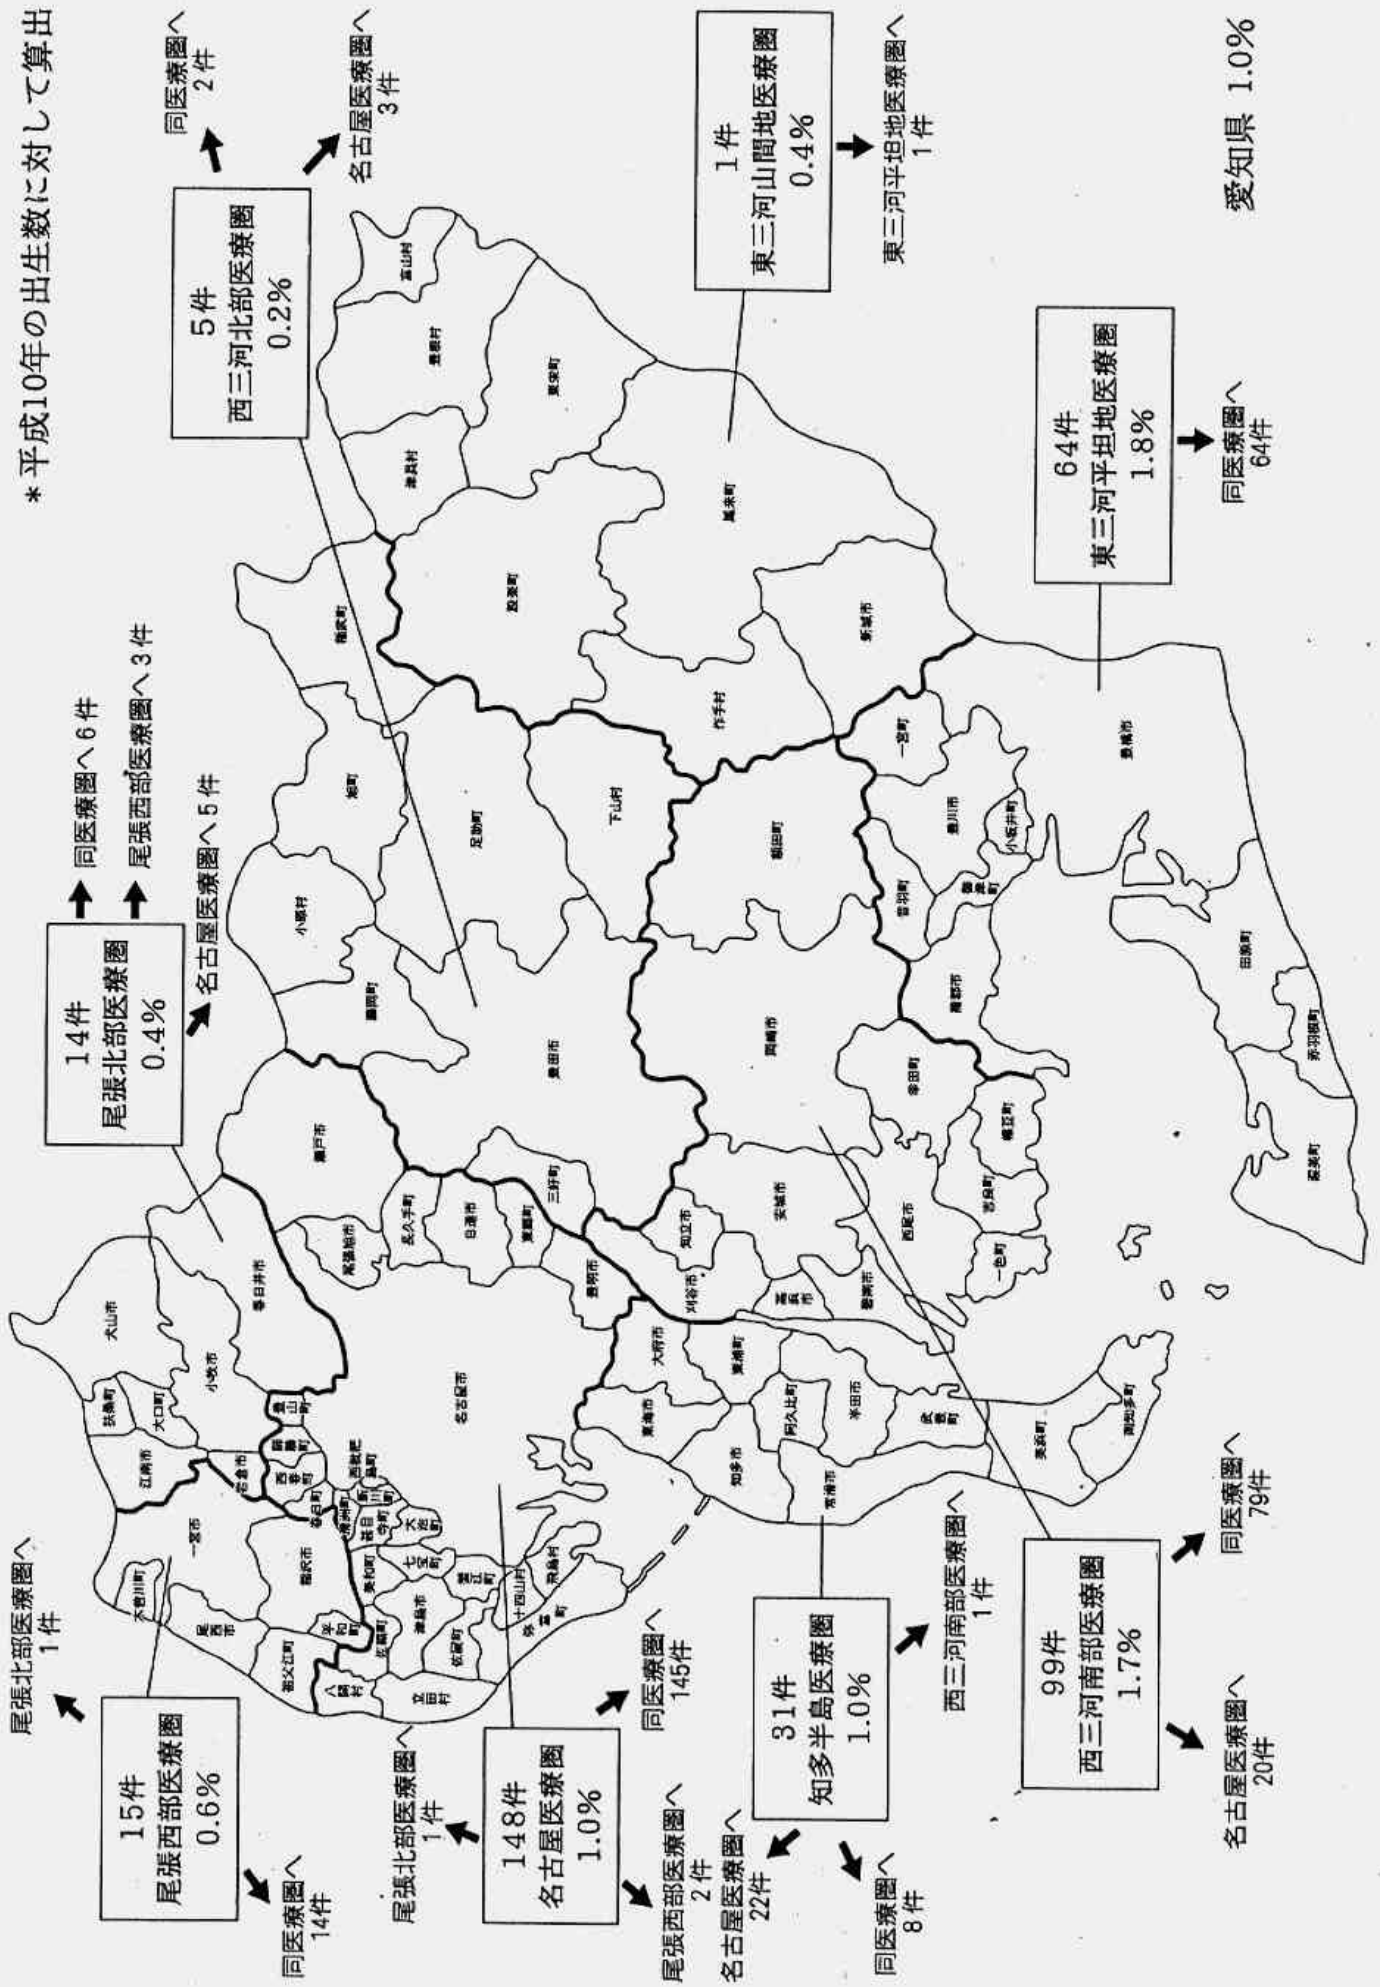 *平成10年の出生数に対して算出
同医療圏へ
2件
名古屋医療圏へ
3件
5件
西三河北部医療圏
0.2%
1件
東三河山間地医療圏
0.4%
東三河平坦地医療圏へ
1件
愛知県 1.0%
64件
東三河平坦地医療圏
1.8%
同医療圏へ
64件
同医療圏へ6件
尾張西部医療圏へ3件
名古屋医療圏へ5件
14件
尾張北部医療圏
0.4%
尾張北部医療圏へ
1件
15件
尾張西部医療圏
0.6%
同医療圏へ
14件
尾張北部医療圏へ
1件
148件
名古屋医療圏
1.0%
同医療圏へ
145件
尾張西部医療圏へ
2件
名古屋医療圏へ
22件
31件
知多半島医療圏
1.0%
同医療圏へ
8件
西三河南部医療圏へ
1件
99件
西三河南部医療圏
1.7%
同医療圏へ
79件
名古屋医療圏へ
20件
富山村
豊根村
東栄町
津具村
設楽町
鳳来町
新城市
作手村
稲武町
旭町
足助町
下山村
小原村
藤岡町
豊田市
三好町
額田町
岡崎市
一宮町
豊川市
小坂井町
音羽町
御津町
蒲郡市
豊橋市
田原町
赤羽根町
渥美町
幸田町
幡豆町
吉良町
西尾市
一色町
安城市
知立市
刈谷市
高浜市
碧南市
瀬戸市
尾張旭市
長久手町
日進市
東郷町
豊明市
名古屋市
春日井市
犬山市
小牧市
扶桑町
大口町
江南市
岩倉市
豊山町
師勝町
西春町
春日町
西枇杷島町
清洲町
新川町
甚目寺町
大治町
一宮市
木曽川町
尾西市
稲沢市
平和町
祖父江町
美和町
七宝町
蟹江町
津島市
佐織町
佐屋町
八開村
立田村
十四山村
飛島村
弥富町
大府市
東海市
東浦町
知多市
阿久比町
半田市
常滑市
武豊町
美浜町
南知多町